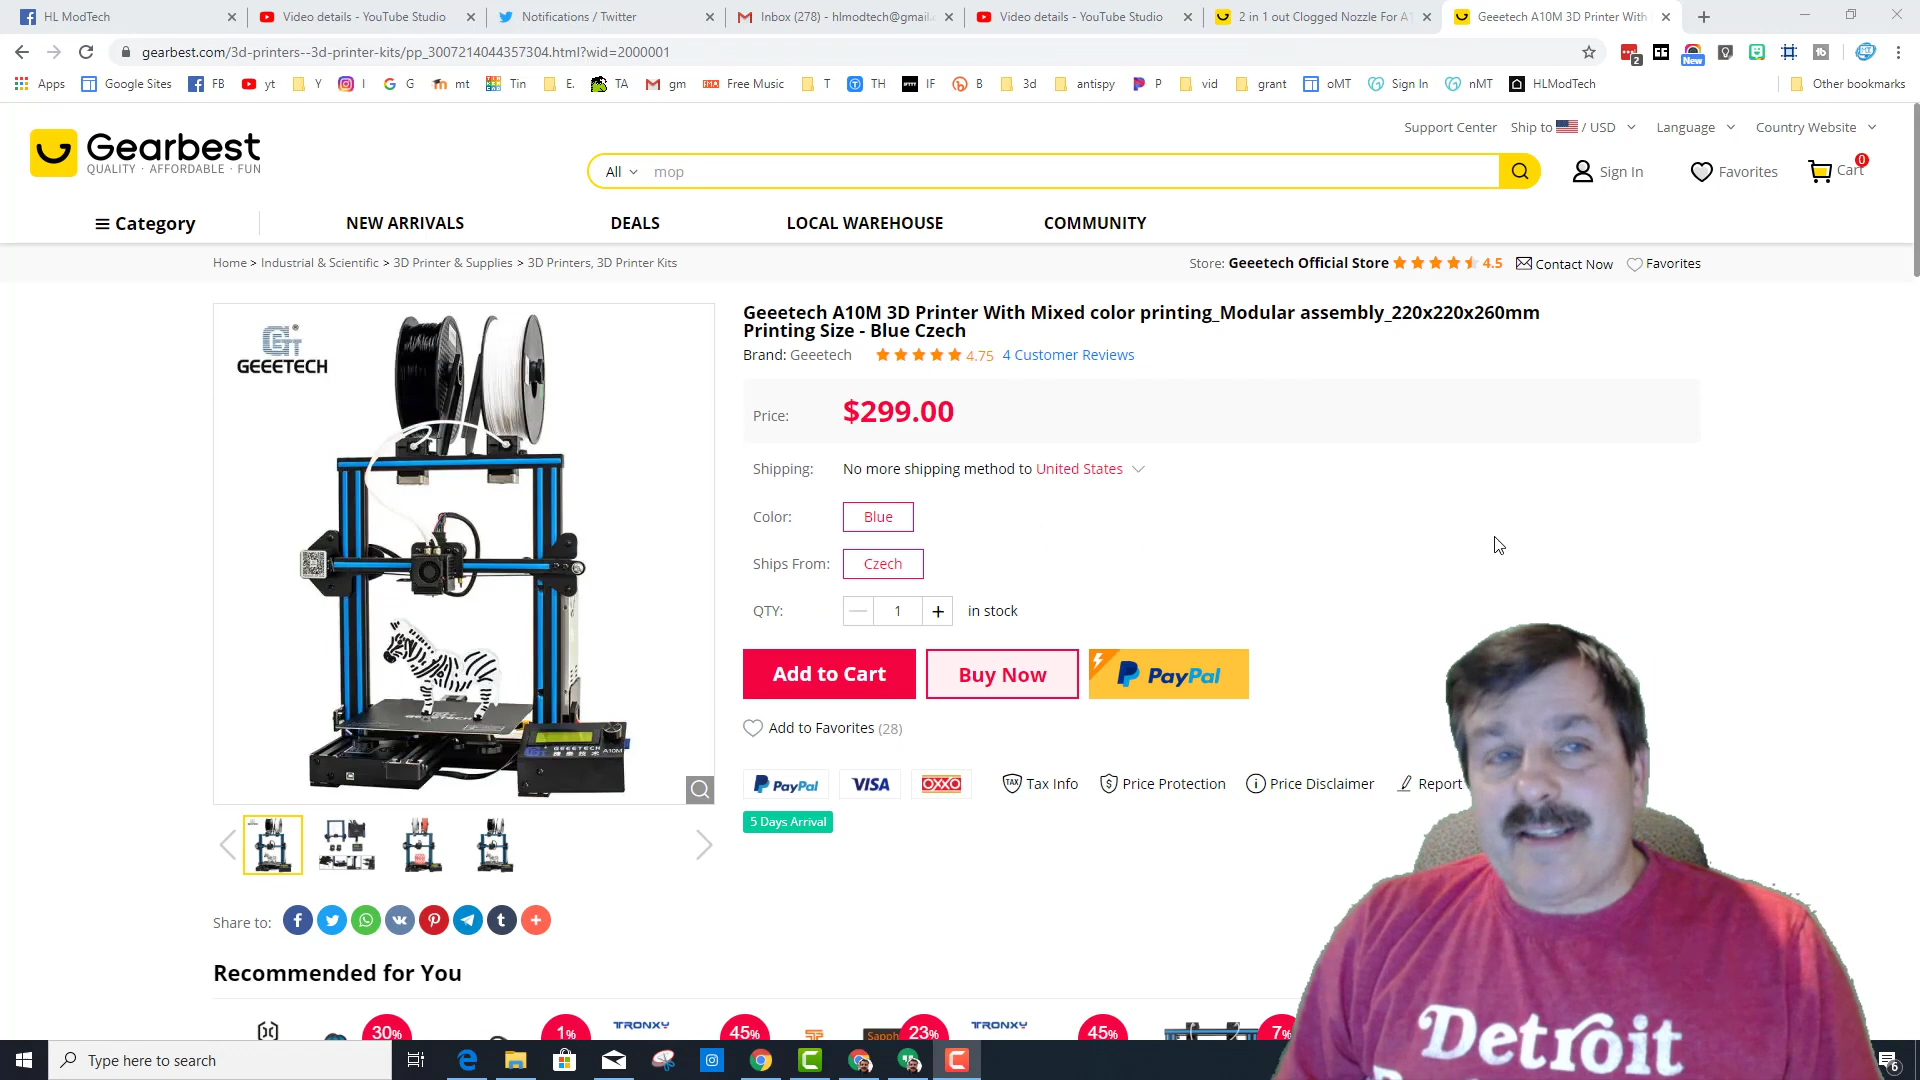 HL ModTech
Video details - YouTube Studio
Notifications / Twitter
Inbox (278) - hlmodtech@gmail.c
Video details - YouTube Studio
2 in 1 out Clogged Nozzle For A1
Geeetech A10M 3D Printer With
gearbest.com/3d-printers--3d-printer-kits/pp_3007214044357304.html?wid=2000001
2
New
Apps Google Sites FB yt Y I G mt Tin E. TA gm Free Music T TH IF B 3d antispy P vid grant oMT Sign In nMT HLModTech Other bookmarks
Support Center Ship to / USD Language Country Website
Gearbest
QUALITY · AFFORDABLE · FUN
All mop
Sign In Favorites Cart 0
Category NEW ARRIVALS DEALS LOCAL WAREHOUSE COMMUNITY
Home > Industrial & Scientific > 3D Printer & Supplies > 3D Printers, 3D Printer Kits
Store: Geeetech Official Store 4.5 Contact Now Favorites
GEEETECH
Geeetech A10M 3D Printer With Mixed color printing_Modular assembly_220x220x260mm
Printing Size - Blue Czech
Brand: Geeetech 4.75 4 Customer Reviews
Price: $299.00
Shipping: No more shipping method to United States
Color: Blue
Ships From: Czech
QTY: 1 + in stock
Add to Cart Buy Now PayPal
Add to Favorites (28)
PayPal VISA OXXO TAX Tax Info Price Protection Price Disclaimer Report
5 Days Arrival
GEEETECH
GEEETECH
A10M
Share to:
Recommended for You
30% 1% TRONXY 45% 23% TRONXY 45% 7%
Detroit
Type here to search
6